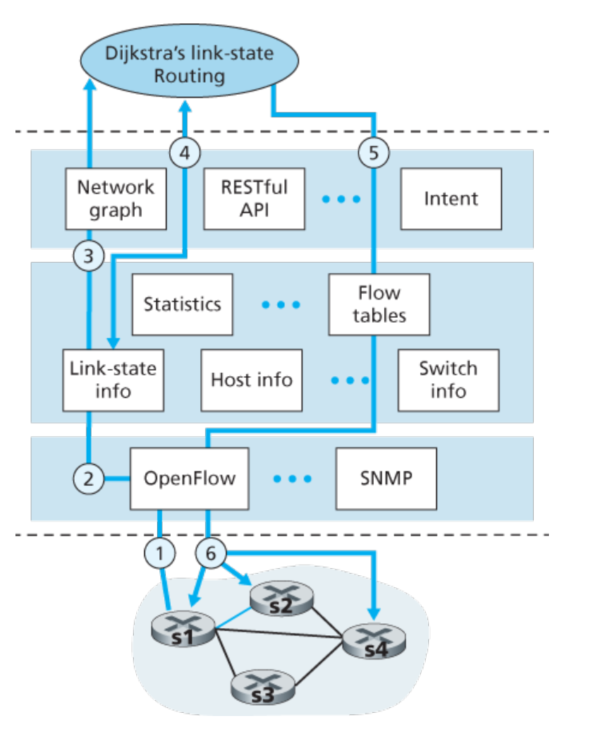 Dijkstra's link-state
Routing
4
5
Network
graph
RESTful
API
Intent
3
Statistics
Flow
tables
Link-state
info
Host info
Switch
info
2
OpenFlow
SNMP
1
6
s2
s1
s4
s3